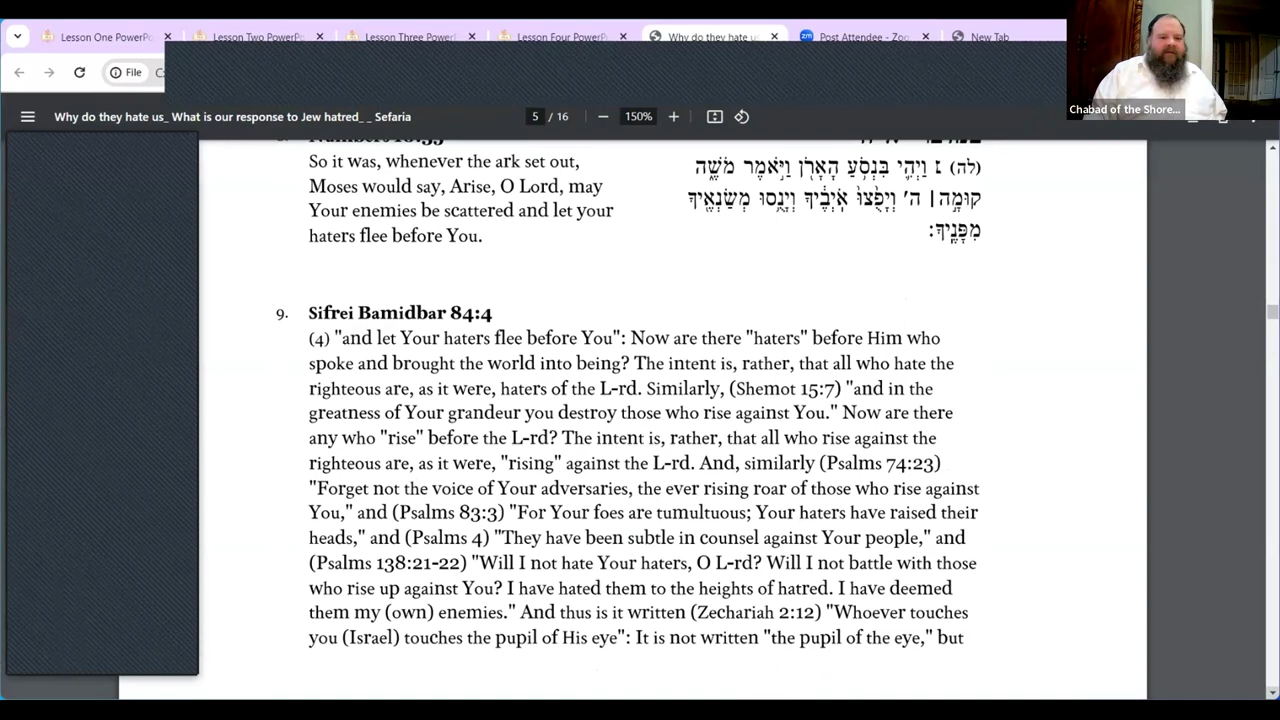 Lesson One PowerPo
Lesson Two PowerPo
Lesson Three PowerP
Lesson Four PowerPo
Why do they hate us
zm Post Attendee - Zoo
New Tab
File
Chabad of the Shore...
Why do they hate us_ What is our response to Jew hatred_ _ Sefaria
5 / 16
150%
So it was, whenever the ark set out,
Moses would say, Arise, O Lord, may
Your enemies be scattered and let your
haters flee before You.
(לה) ׆ וַיְהִ֛י בִּנְסֹ֥עַ הָאָרֹ֖ן וַיֹּ֣אמֶר מֹשֶׁ֑ה
קוּמָ֣ה ׀ ה' וְיָפֻ֙צוּ֙ אֹֽיְבֶ֔יךָ וְיָנֻ֥סוּ מְשַׂנְאֶ֖יךָ
מִפָּנֶֽיךָ׃
9. Sifrei Bamidbar 84:4
(4) "and let Your haters flee before You": Now are there "haters" before Him who
spoke and brought the world into being? The intent is, rather, that all who hate the
righteous are, as it were, haters of the L-rd. Similarly, (Shemot 15:7) "and in the
greatness of Your grandeur you destroy those who rise against You." Now are there
any who "rise" before the L-rd? The intent is, rather, that all who rise against the
righteous are, as it were, "rising" against the L-rd. And, similarly (Psalms 74:23)
"Forget not the voice of Your adversaries, the ever rising roar of those who rise against
You," and (Psalms 83:3) "For Your foes are tumultuous; Your haters have raised their
heads," and (Psalms 4) "They have been subtle in counsel against Your people," and
(Psalms 138:21-22) "Will I not hate Your haters, O L-rd? Will I not battle with those
who rise up against You? I have hated them to the heights of hatred. I have deemed
them my (own) enemies." And thus is it written (Zechariah 2:12) "Whoever touches
you (Israel) touches the pupil of His eye": It is not written "the pupil of the eye," but